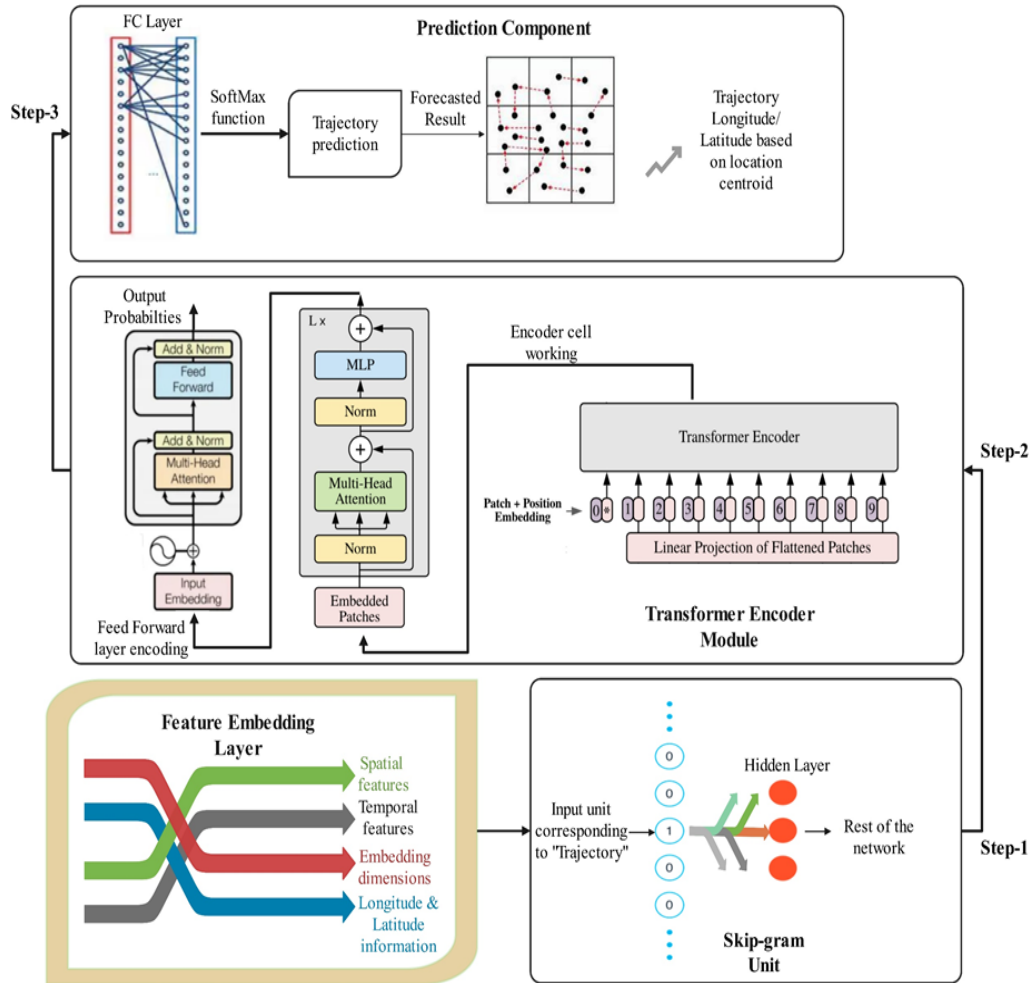 FC Layer
Prediction Component
Step-3
SoftMax
function
Trajectory
prediction
Forecasted
Result
Trajectory
Longitude/
Latitude based
on location
centroid
...
Output
Probabilties
Add & Norm
Feed
Forward
Add & Norm
Multi-Head
Attention
Input
Embedding
Feed Forward
layer encoding
L x
+
MLP
Norm
+
Multi-Head
Attention
Norm
Embedded
Patches
Encoder cell
working
Transformer Encoder
Step-2
Patch + Position
Embedding
0 * 1 2 3 4 5 6 7 8 9
Linear Projection of Flattened Patches
Transformer Encoder
Module
Feature Embedding
Layer
Spatial
features
Temporal
features
Embedding
dimensions
Longitude &
Latitude
information
Input unit
corresponding
to "Trajectory"
0
0
1
0
0
Hidden Layer
Rest of the
network
Step-1
Skip-gram
Unit